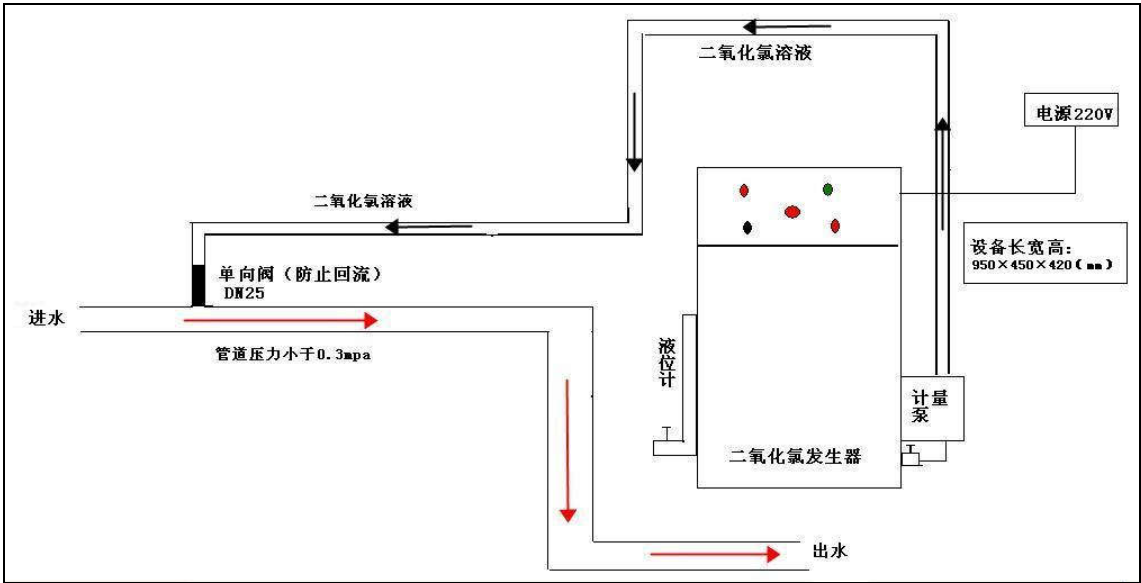 二氧化氯溶液
电源220V
二氧化氯溶液
设备长宽高：
950×450×420(mm)
单向阀（防止回流）
DN25
进水
管道压力小于0.3mpa
液位计
计量
泵
二氧化氯发生器
出水